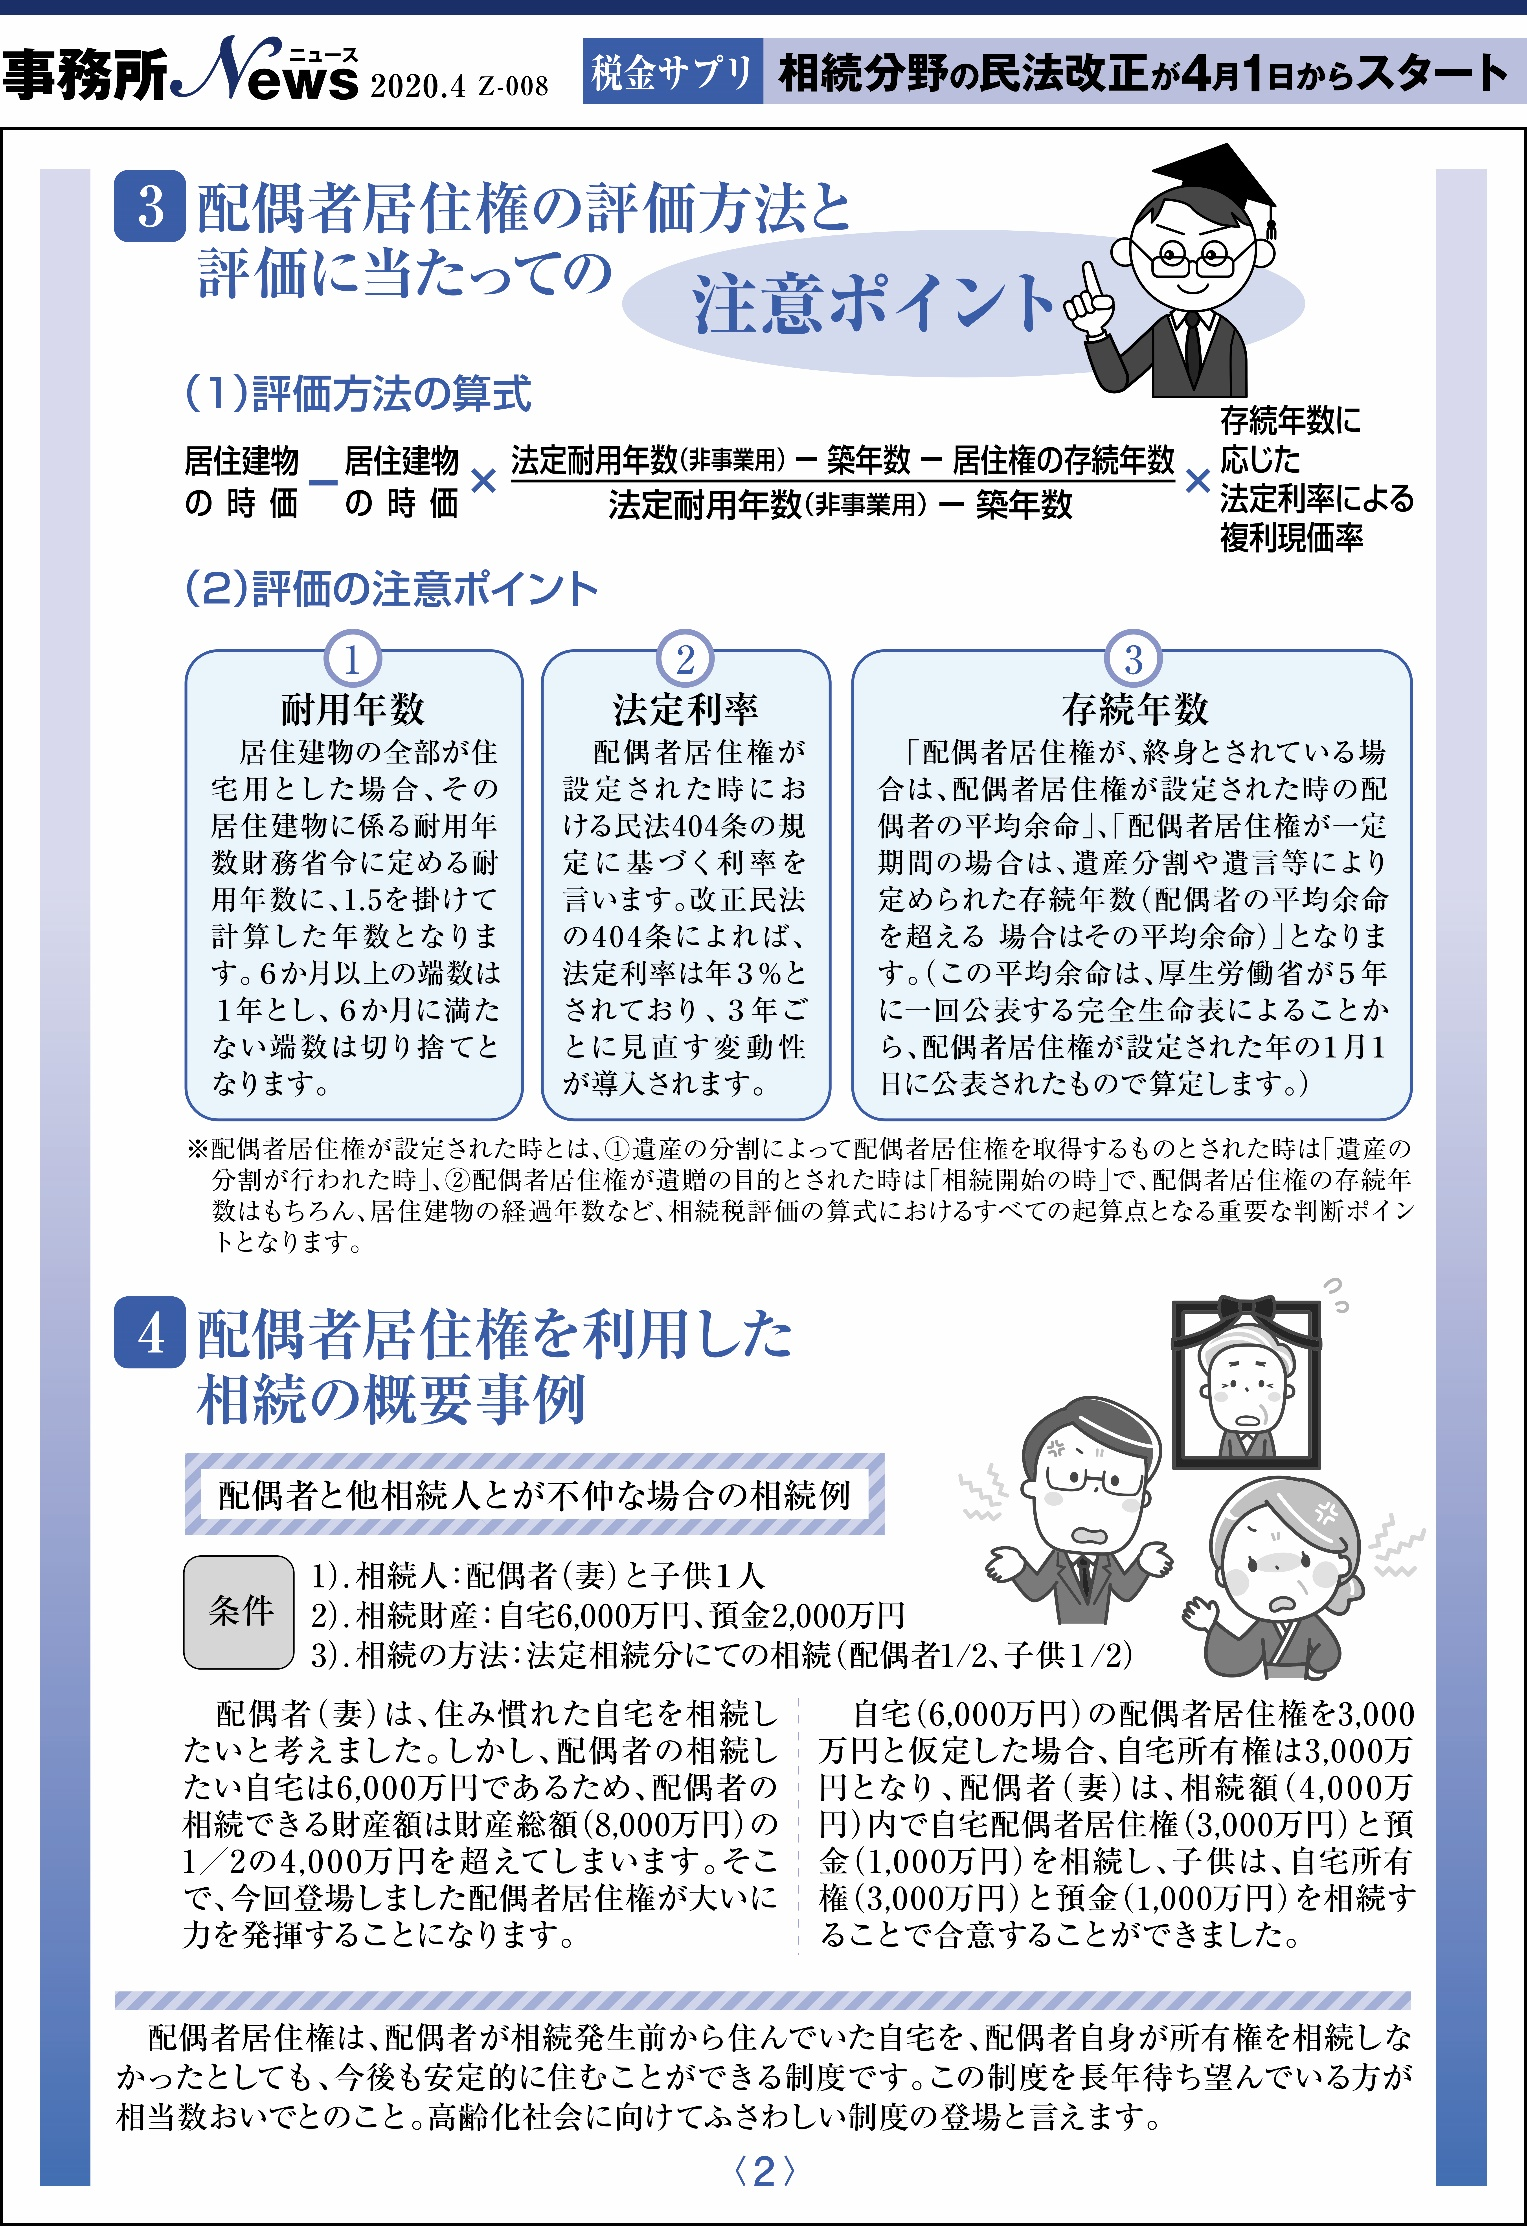 事務所 News ニュース 2020.4 Z-008
税金サプリ 相続分野の民法改正が4月1日からスタート
3 配偶者居住権の評価方法と
評価に当たっての
注意ポイント
(1)評価方法の算式
居住建物
の時価
−
居住建物
の時価
×
法定耐用年数(非事業用) − 築年数 − 居住権の存続年数
法定耐用年数(非事業用) − 築年数
×
存続年数に
応じた
法定利率による
複利現価率
(2)評価の注意ポイント
1
耐用年数
居住建物の全部が住
宅用とした場合、その
居住建物に係る耐用年
数財務省令に定める耐
用年数に、1.5を掛けて
計算した年数となりま
す。6か月以上の端数は
1年とし、6か月に満た
ない端数は切り捨てと
なります。
2
法定利率
配偶者居住権が
設定された時にお
ける民法404条の規
定に基づく利率を
言います。改正民法
の404条によれば、
法定利率は年3%と
されており、3年ご
とに見直す変動性
が導入されます。
3
存続年数
「配偶者居住権が、終身とされている場
合は、配偶者居住権が設定された時の配
偶者の平均余命」、「配偶者居住権が一定
期間の場合は、遺産分割や遺言等により
定められた存続年数(配偶者の平均余命
を超える 場合はその平均余命)」となりま
す。(この平均余命は、厚生労働省が5年
に一回公表する完全生命表によることか
ら、配偶者居住権が設定された年の1月1
日に公表されたもので算定します。)
※配偶者居住権が設定された時とは、①遺産の分割によって配偶者居住権を取得するものとされた時は「遺産の
分割が行われた時」、②配偶者居住権が遺贈の目的とされた時は「相続開始の時」で、配偶者居住権の存続年
数はもちろん、居住建物の経過年数など、相続税評価の算式におけるすべての起算点となる重要な判断ポイン
トとなります。
4 配偶者居住権を利用した
相続の概要事例
配偶者と他相続人とが不仲な場合の相続例
条件
1).相続人：配偶者(妻)と子供1人
2).相続財産：自宅6,000万円、預金2,000万円
3).相続の方法：法定相続分にての相続(配偶者1/2、子供1/2)
配偶者(妻)は、住み慣れた自宅を相続し
たいと考えました。しかし、配偶者の相続し
たい自宅は6,000万円であるため、配偶者の
相続できる財産額は財産総額(8,000万円)の
1／2の4,000万円を超えてしまいます。そこ
で、今回登場しました配偶者居住権が大いに
力を発揮することになります。
自宅(6,000万円)の配偶者居住権を3,000
万円と仮定した場合、自宅所有権は3,000万
円となり、配偶者(妻)は、相続額(4,000万
円)内で自宅配偶者居住権(3,000万円)と預
金(1,000万円)を相続し、子供は、自宅所有
権(3,000万円)と預金(1,000万円)を相続す
ることで合意することができました。
配偶者居住権は、配偶者が相続発生前から住んでいた自宅を、配偶者自身が所有権を相続しな
かったとしても、今後も安定的に住むことができる制度です。この制度を長年待ち望んでいる方が
相当数おいでとのこと。高齢化社会に向けてふさわしい制度の登場と言えます。
〈2〉